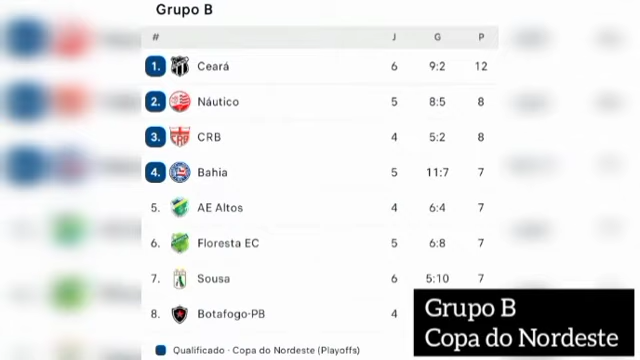 Grupo B
# J G P
1. Ceará 6 9:2 12
2. Náutico 5 8:5 8
3. CRB 4 5:2 8
4. Bahia 5 11:7 7
5. AE Altos 4 6:4 7
6. Floresta EC 5 6:8 7
7. Sousa 6 5:10 7
8. Botafogo-PB 4
Qualificado - Copa do Nordeste (Playoffs)
Grupo B
Copa do Nordeste